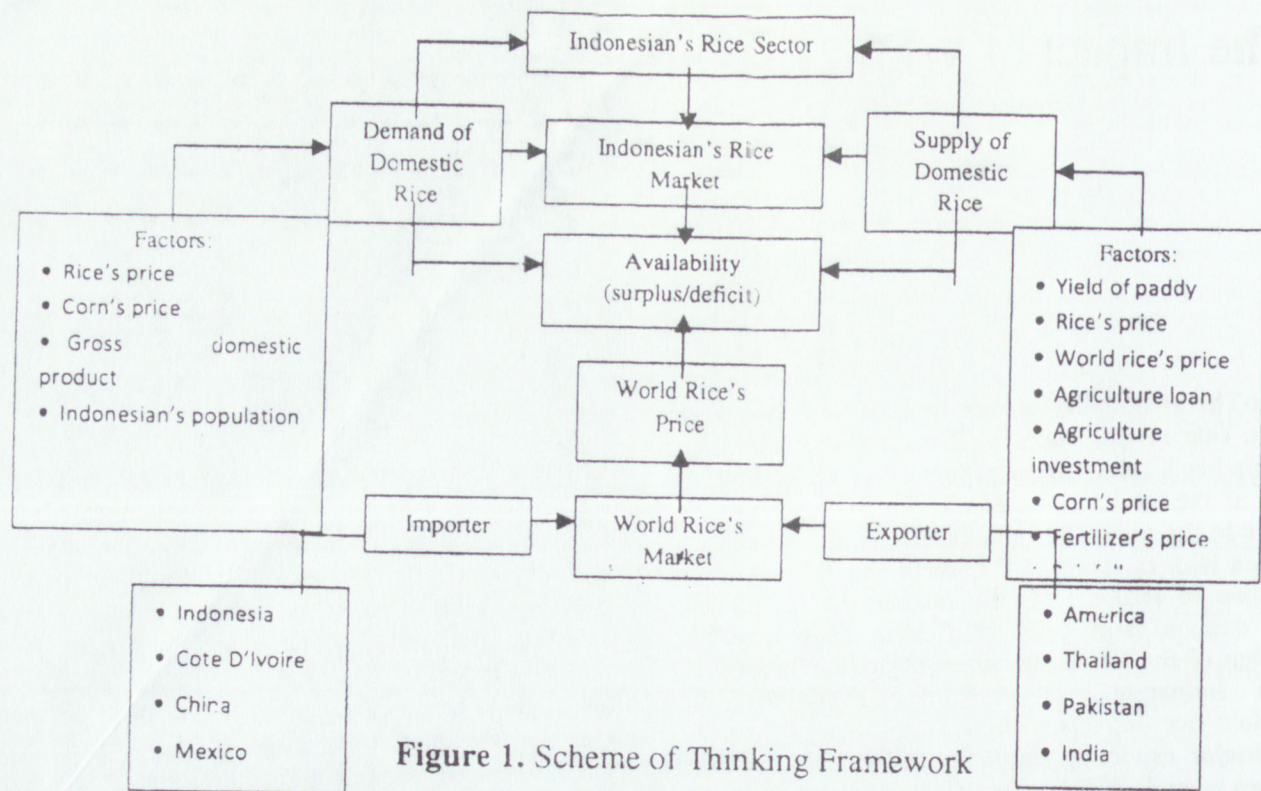 he Impact
Indonesian's Rice Sector
Demand of
Domestic
Rice
Indonesian's Rice
Market
Supply of
Domestic
Rice
Factors:
• Rice's price
• Corn's price
• Gross domestic
product
• Indonesian's population
Availability
(surplus/deficit)
Factors:
• Yield of paddy
• Rice's price
• World rice's price
• Agriculture loan
• Agriculture
investment
• Corn's price
• Fertilizer's price
World Rice's
Price
Importer
World Rice's
Market
Exporter
• Indonesia
• Cote D'Ivoire
• China
• Mexico
• America
• Thailand
• Pakistan
• India
Figure 1. Scheme of Thinking Framework